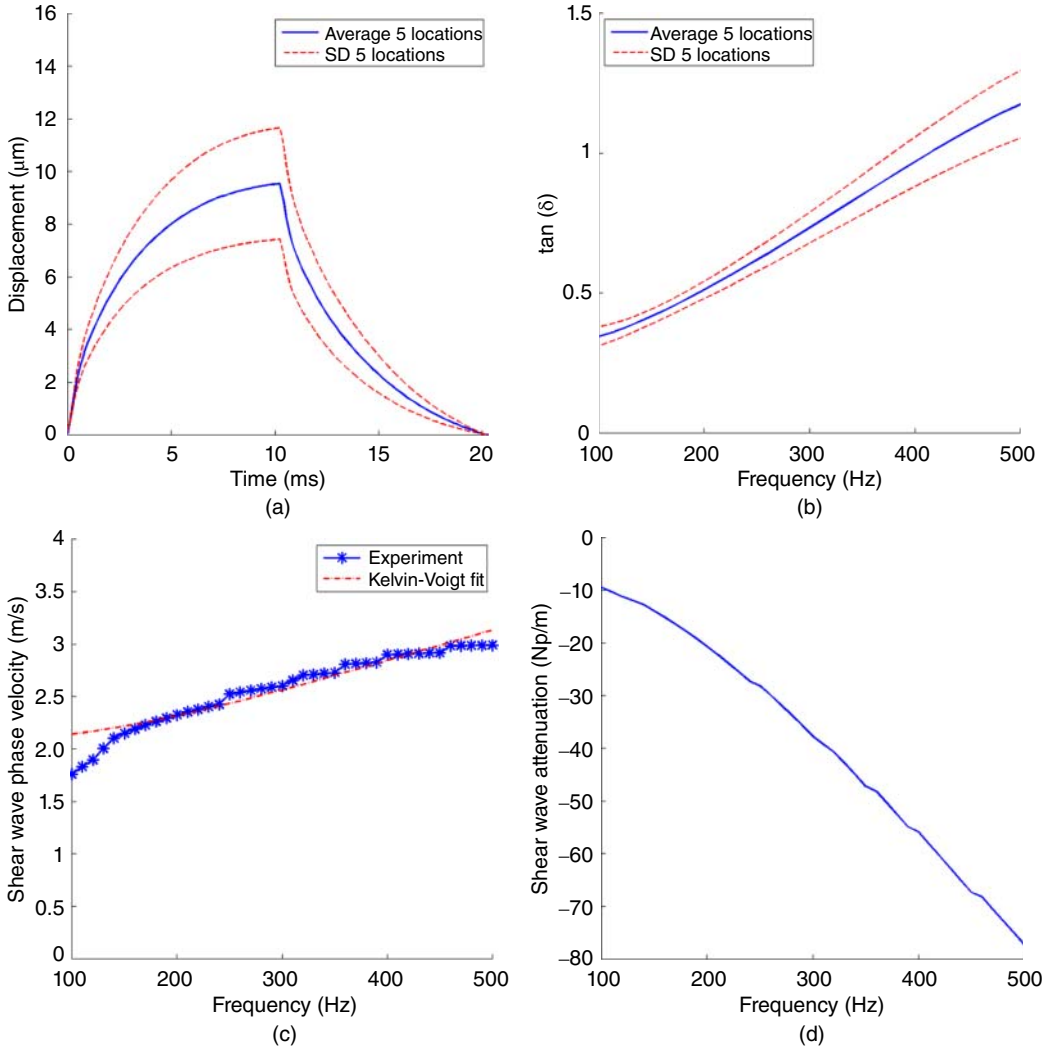 16
14
12
10
8
6
4
2
0
Displacement (μm)
Average 5 locations
SD 5 locations
0 5 10 15 20
Time (ms)
(a)
1.5
1
0.5
0
tan (δ)
Average 5 locations
SD 5 locations
100 200 300 400 500
Frequency (Hz)
(b)
4
3.5
3
2.5
2.0
1.5
1
0.5
0
Shear wave phase velocity (m/s)
Experiment
Kelvin-Voigt fit
100 200 300 400 500
Frequency (Hz)
(c)
0
−10
−20
−30
−40
−50
−60
−70
−80
Shear wave attenuation (Np/m)
100 200 300 400 500
Frequency (Hz)
(d)